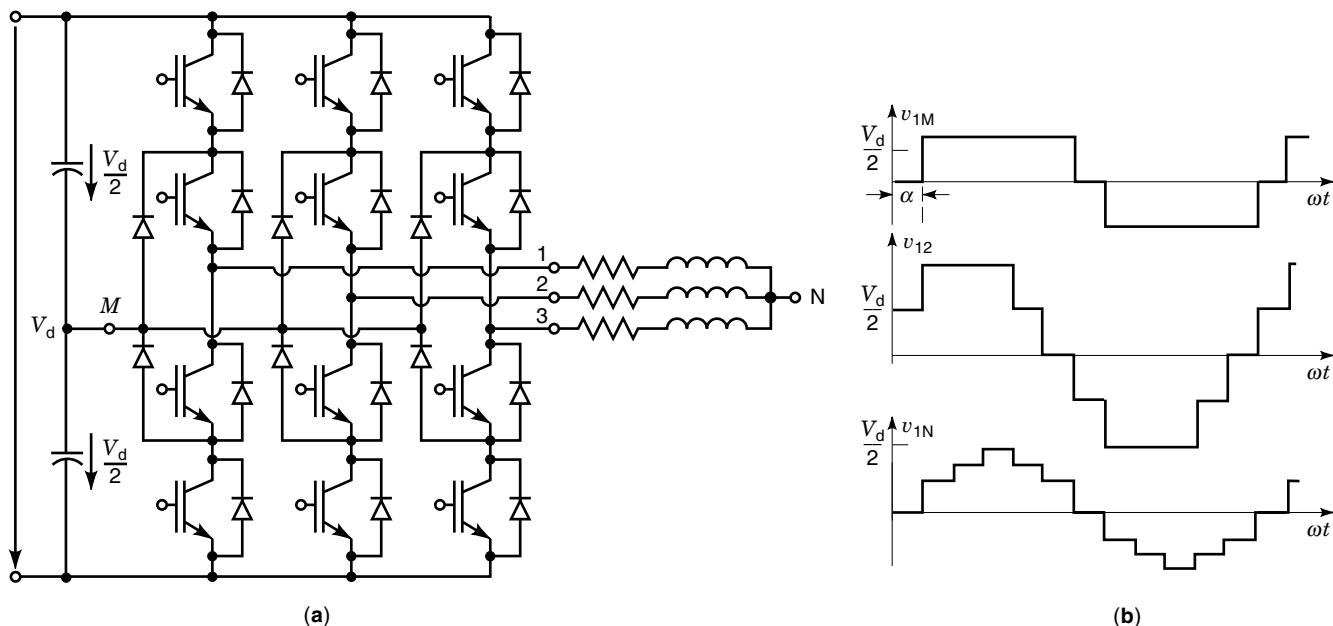 V_d
V_d/2
V_d/2
M
1
2
3
N
(a)
v_1M
V_d/2
α
ωt
v_12
V_d/2
ωt
v_1N
V_d/2
ωt
(b)